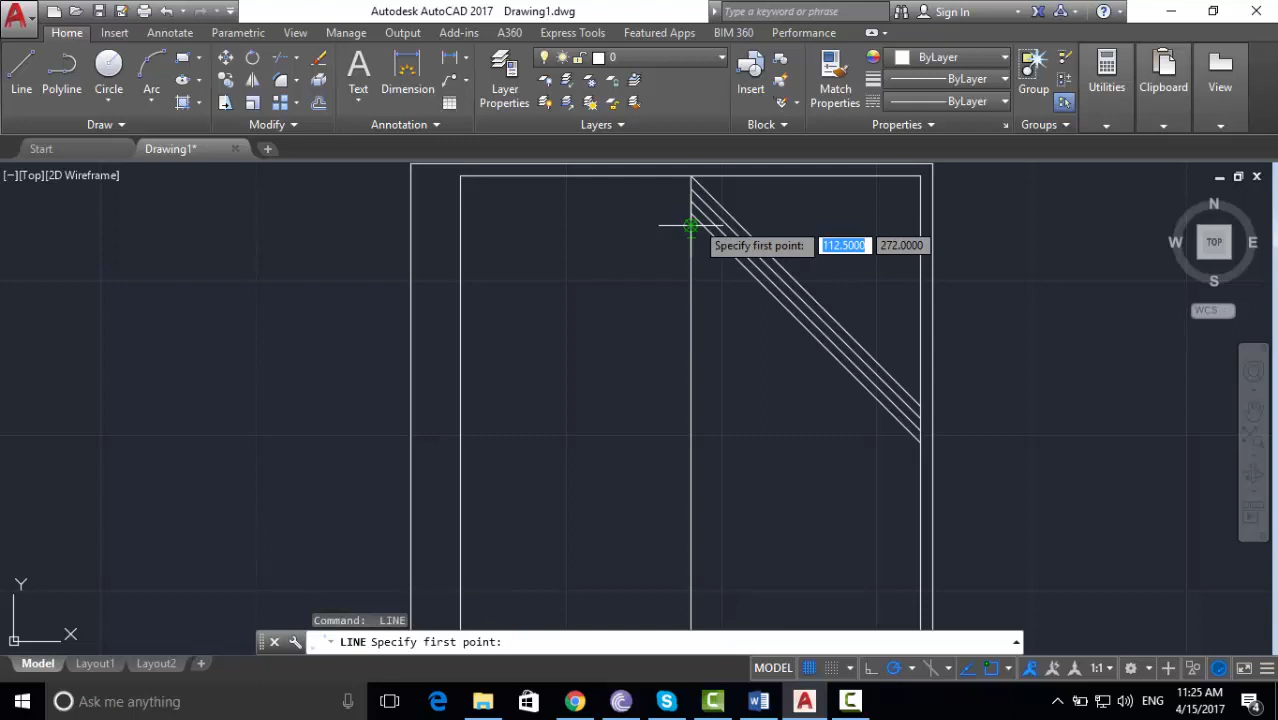 Autodesk AutoCAD 2017 Drawing1.dwg
Type a keyword or phrase
Sign In
Home Insert Annotate Parametric View Manage Output Add-ins A360 Express Tools Featured Apps BIM 360 Performance
Line
Polyline
Circle
Arc
Text
Dimension
Layer
Properties
0
Insert
Match
Properties
ByLayer
ByLayer
ByLayer
Group
Utilities
Clipboard
View
Draw
Modify
Annotation
Layers
Block
Properties
Groups
Start
Drawing1*
[−][Top][2D Wireframe]
N
W
TOP
E
S
WCS
Specify first point: 112.5000 272.0000
Y
X
Command: LINE
LINE Specify first point:
Model Layout1 Layout2
MODEL
1:1
Ask me anything
ENG
11:25 AM
4/15/2017
4